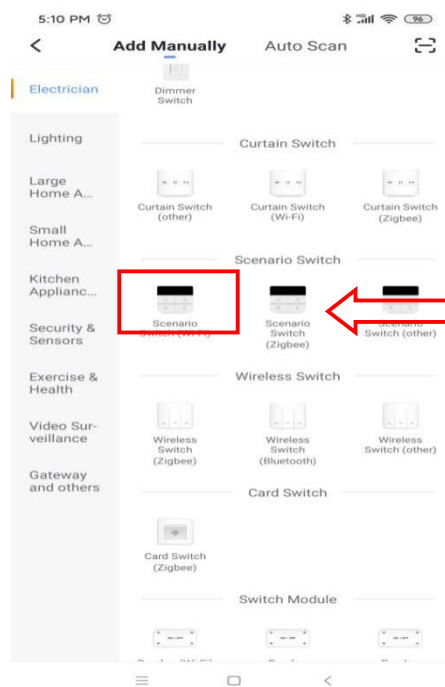 5:10 PM
96
Add Manually Auto Scan
Electrician
Lighting
Large
Home A...
Small
Home A...
Kitchen
Applianc...
Security &
Sensors
Exercise &
Health
Video Sur-
veillance
Gateway
and others
Dimmer
Switch
Curtain Switch
Curtain Switch
(other)
Curtain Switch
(Wi-Fi)
Curtain Switch
(Zigbee)
Scenario Switch
Scenario
Switch (Wi-Fi)
Scenario
Switch
(Zigbee)
Scenario
Switch (other)
Wireless Switch
Wireless
Switch
(Zigbee)
Wireless
Switch
(Bluetooth)
Wireless
Switch (other)
Card Switch
Card Switch
(Zigbee)
Switch Module